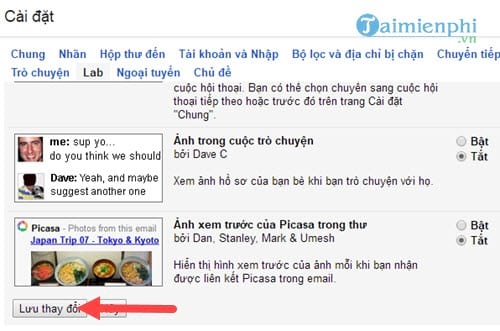 Cài đặt
Taimienphi
.vn
Chung Nhãn Hộp thư đến Tài khoản và Nhập Bộ lọc và địa chỉ bị chặn Chuyển tiếp
Trò chuyện Lab Ngoại tuyến Chủ đề
cuộc hội thoại. Bạn có thể chọn chuyển sang cuộc hội
thoại tiếp theo hoặc trước đó trên trang Cài đặt
"Chung".
me: sup yo...
do you think we should
Dave: Yeah, and maybe
suggest another one
Ảnh trong cuộc trò chuyện
bởi Dave C
Xem ảnh hồ sơ của bạn bè khi bạn trò chuyện với họ.
Bật
Tắt
Picasa - Photos from this email
Japan Trip 07 - Tokyo & Kyoto
Ảnh xem trước của Picasa trong thư
bởi Dan, Stanley, Mark & Umesh
Hiển thị hình xem trước của ảnh mỗi khi bạn nhận
được liên kết Picasa trong email.
Bật
Tắt
Lưu thay đổi